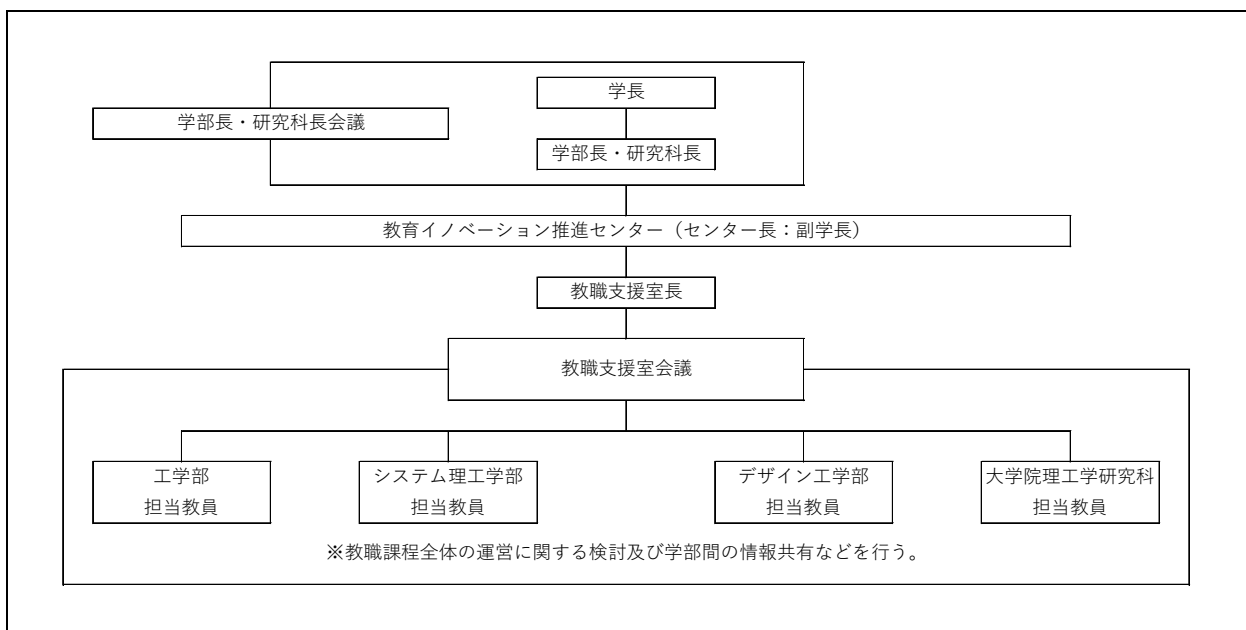 学長
学部長・研究科長会議
学部長・研究科長
教育イノベーション推進センター（センター長：副学長）
教職支援室長
教職支援室会議
工学部
担当教員
システム理工学部
担当教員
デザイン工学部
担当教員
大学院理工学研究科
担当教員
※教職課程全体の運営に関する検討及び学部間の情報共有などを行う。